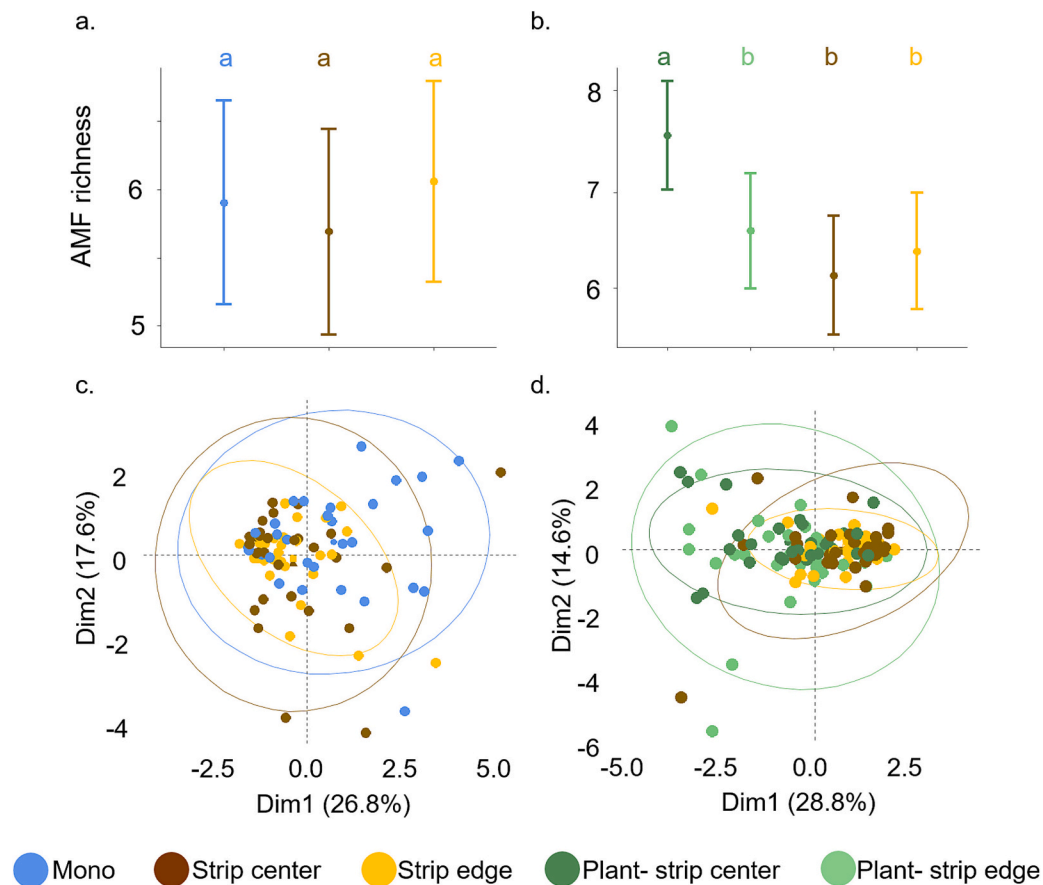 a.
b.
a a a
a b b b
AMF richness
6
5
8
7
6
c.
d.
Dim2 (17.6%)
2
0
-2
-4
-2.5 0.0 2.5 5.0
Dim1 (26.8%)
Dim2 (14.6%)
4
2
0
-2
-4
-6
-5.0 -2.5 0.0 2.5
Dim1 (28.8%)
Mono Strip center Strip edge Plant- strip center Plant- strip edge